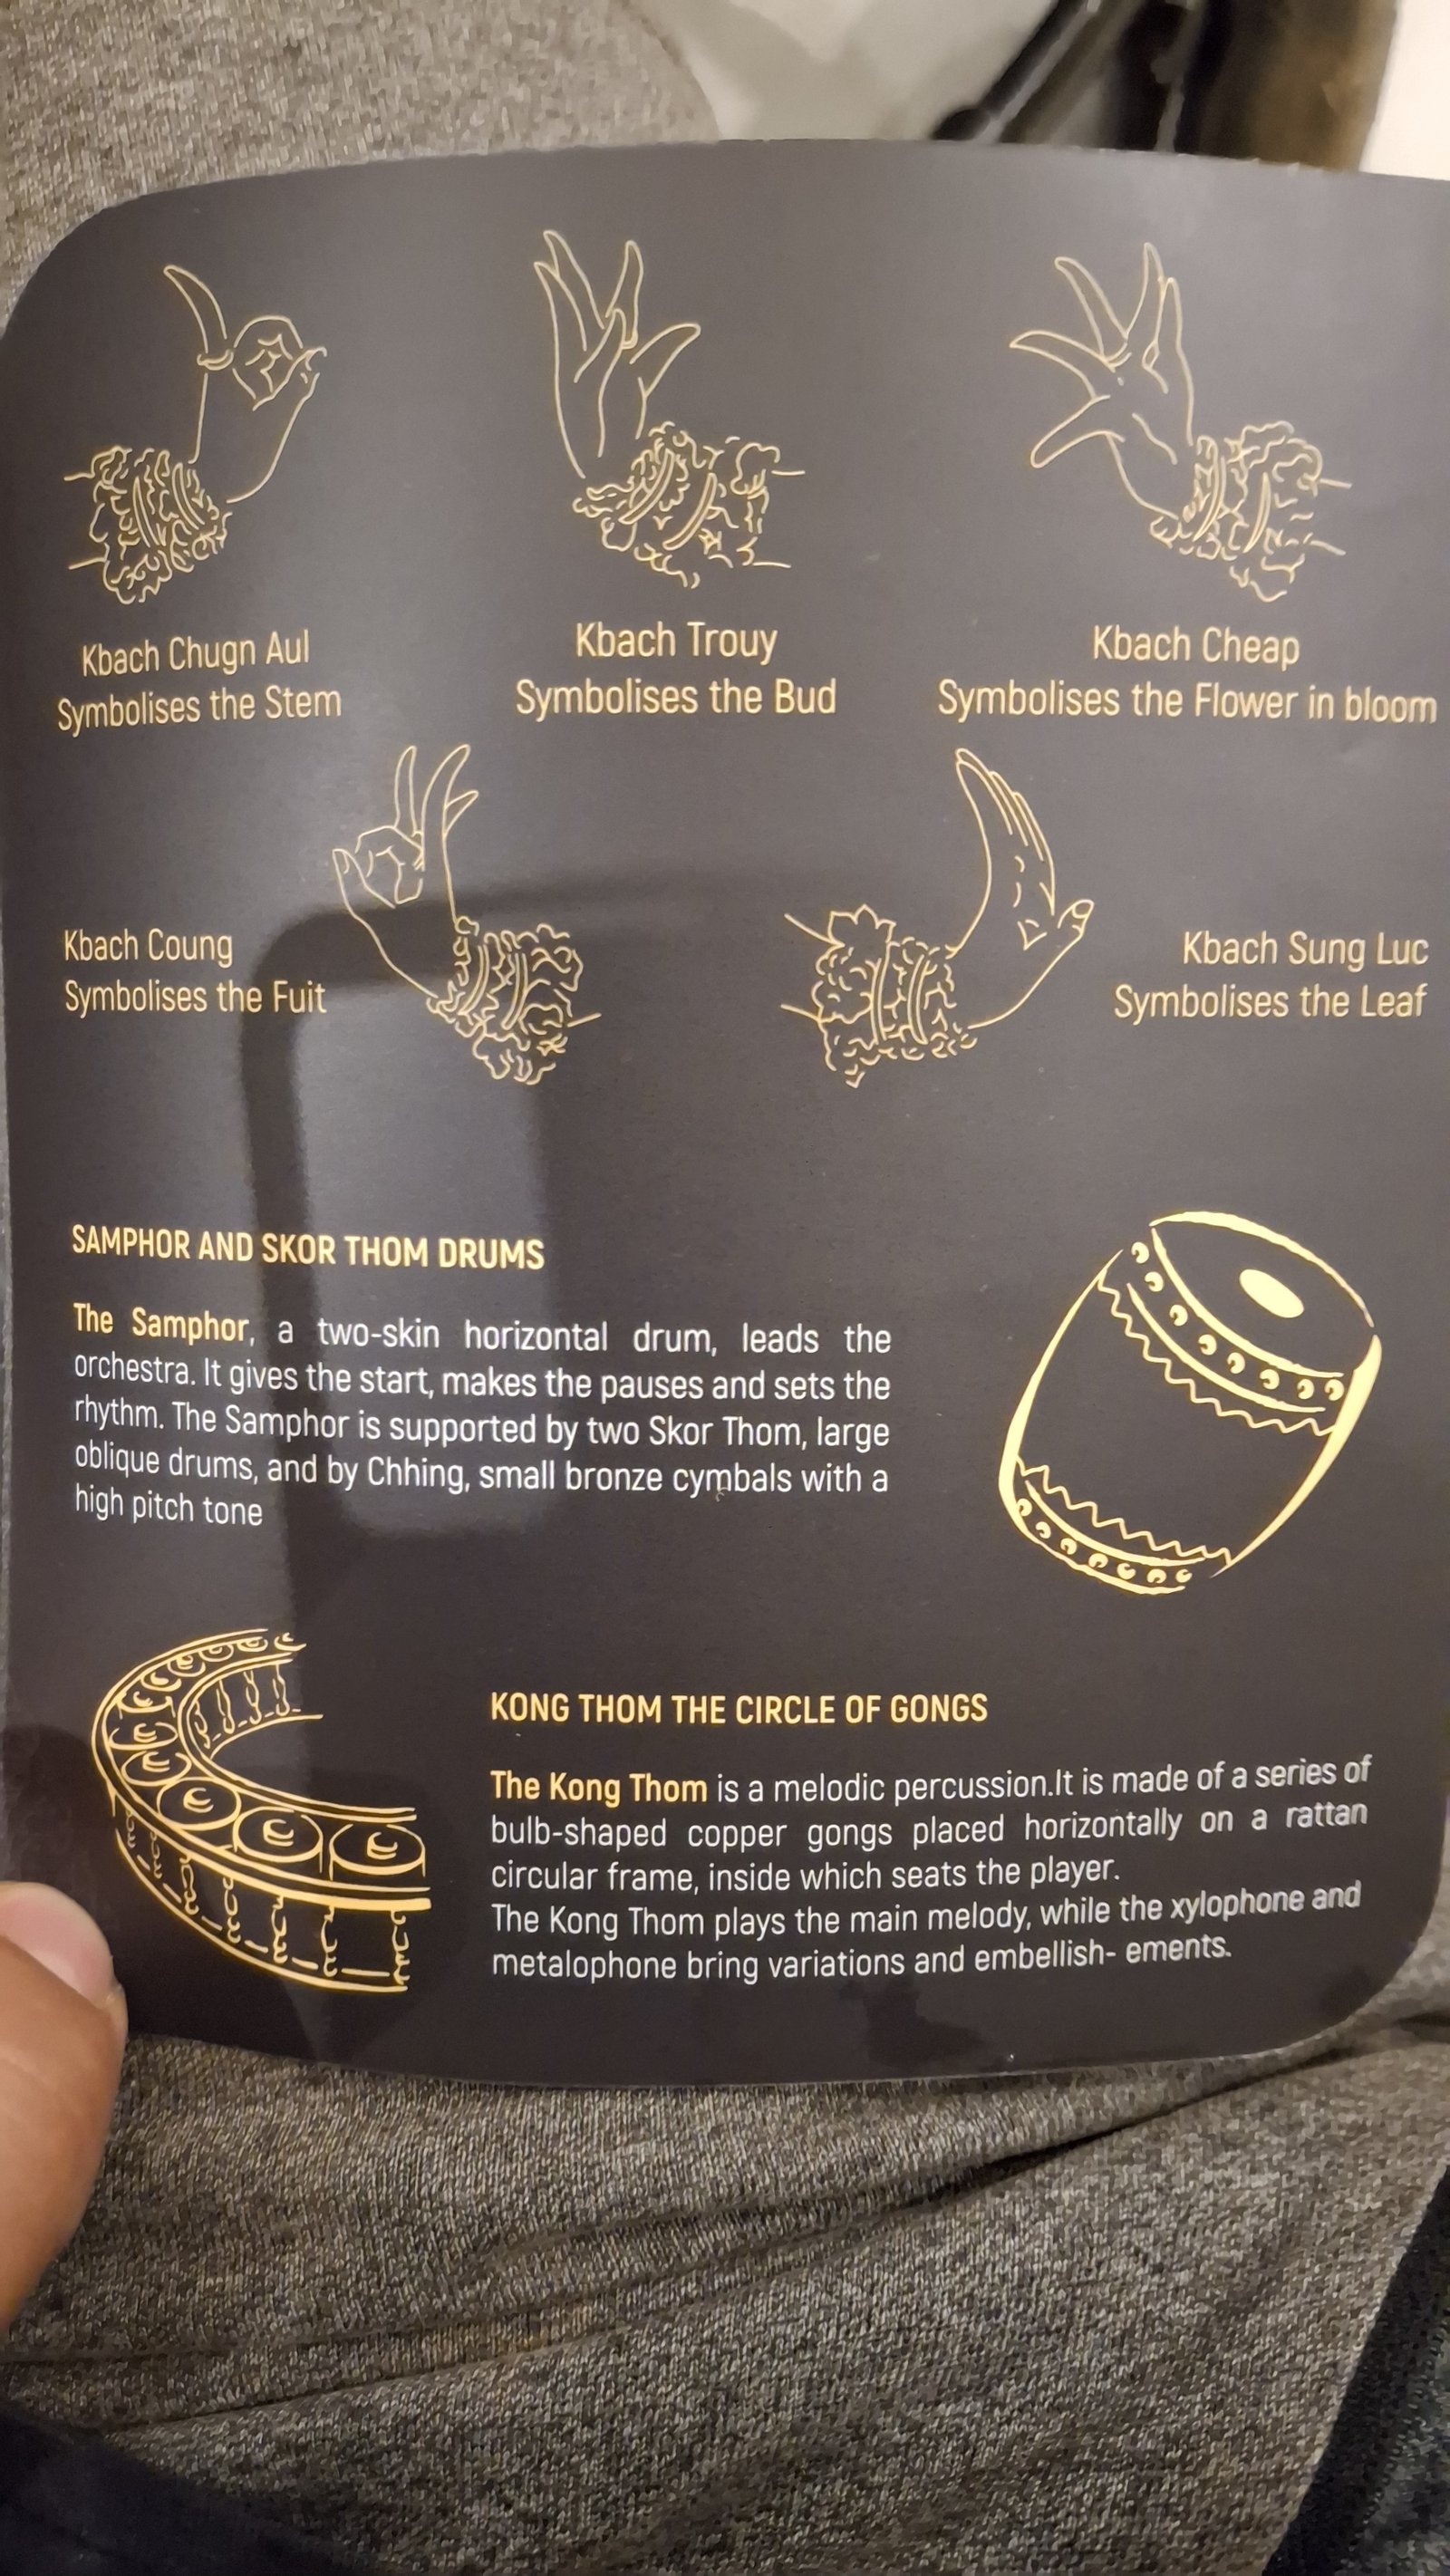 Kbach Chugn Aul
Symbolises the Stem
Kbach Trouy
Symbolises the Bud
Kbach Cheap
Symbolises the Flower in bloom
Kbach Coung
Symbolises the Fuit
Kbach Sung Luc
Symbolises the Leaf
SAMPHOR AND SKOR THOM DRUMS
The Samphor, a two-skin horizontal drum, leads the
orchestra. It gives the start, makes the pauses and sets the
rhythm. The Samphor is supported by two Skor Thom, large
oblique drums, and by Chhing, small bronze cymbals with a
high pitch tone
KONG THOM THE CIRCLE OF GONGS
The Kong Thom is a melodic percussion.It is made of a series of
bulb-shaped copper gongs placed horizontally on a rattan
circular frame, inside which seats the player.
The Kong Thom plays the main melody, while the xylophone and
metalophone bring variations and embellish- ements.